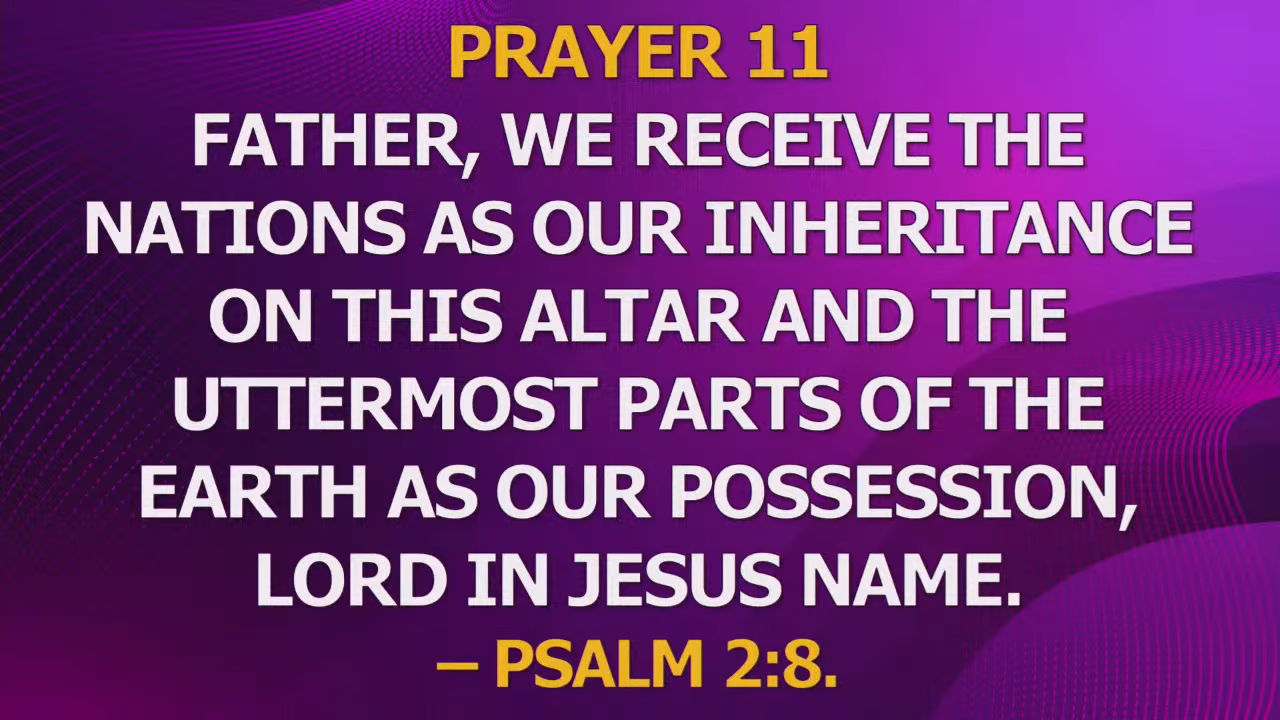 PRAYER 11
FATHER, WE RECEIVE THE
NATIONS AS OUR INHERITANCE
ON THIS ALTAR AND THE
UTTERMOST PARTS OF THE
EARTH AS OUR POSSESSION,
LORD IN JESUS NAME.
– PSALM 2:8.